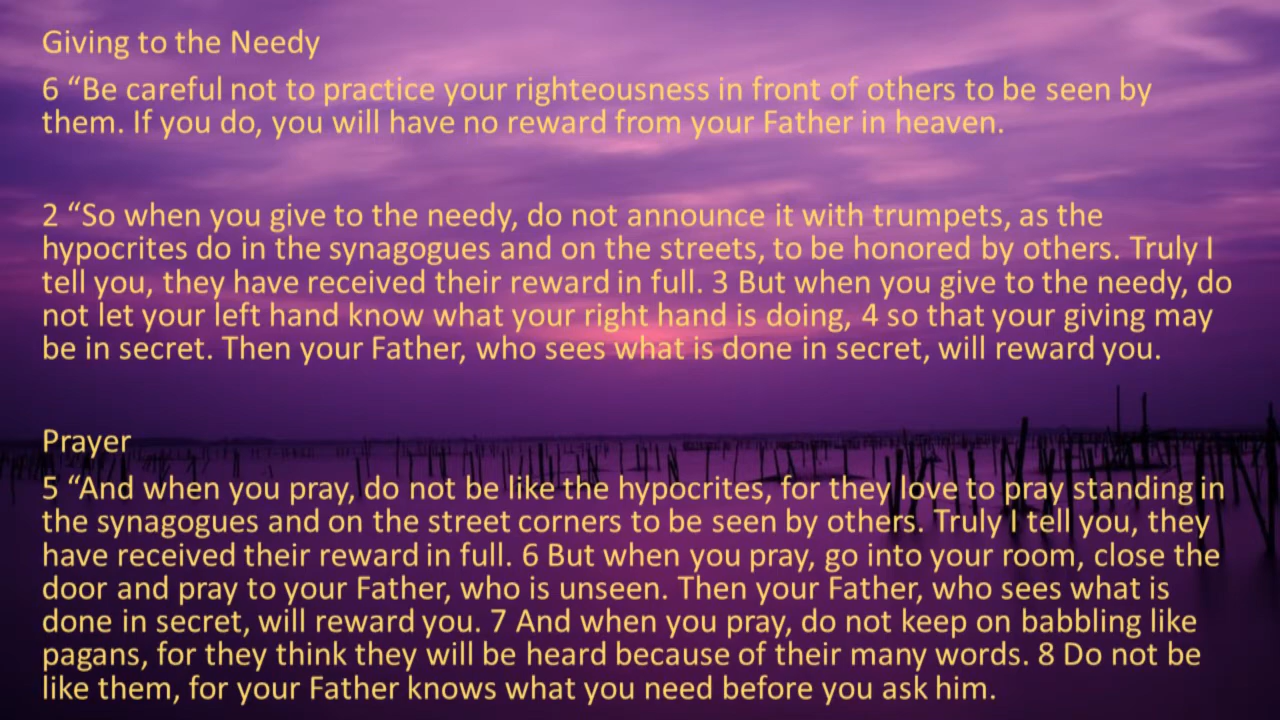 Giving to the Needy
6 “Be careful not to practice your righteousness in front of others to be seen by
them. If you do, you will have no reward from your Father in heaven.
2 “So when you give to the needy, do not announce it with trumpets, as the
hypocrites do in the synagogues and on the streets, to be honored by others. Truly I
tell you, they have received their reward in full. 3 But when you give to the needy, do
not let your left hand know what your right hand is doing, 4 so that your giving may
be in secret. Then your Father, who sees what is done in secret, will reward you.
Prayer
5 “And when you pray, do not be like the hypocrites, for they love to pray standing in
the synagogues and on the street corners to be seen by others. Truly I tell you, they
have received their reward in full. 6 But when you pray, go into your room, close the
door and pray to your Father, who is unseen. Then your Father, who sees what is
done in secret, will reward you. 7 And when you pray, do not keep on babbling like
pagans, for they think they will be heard because of their many words. 8 Do not be
like them, for your Father knows what you need before you ask him.